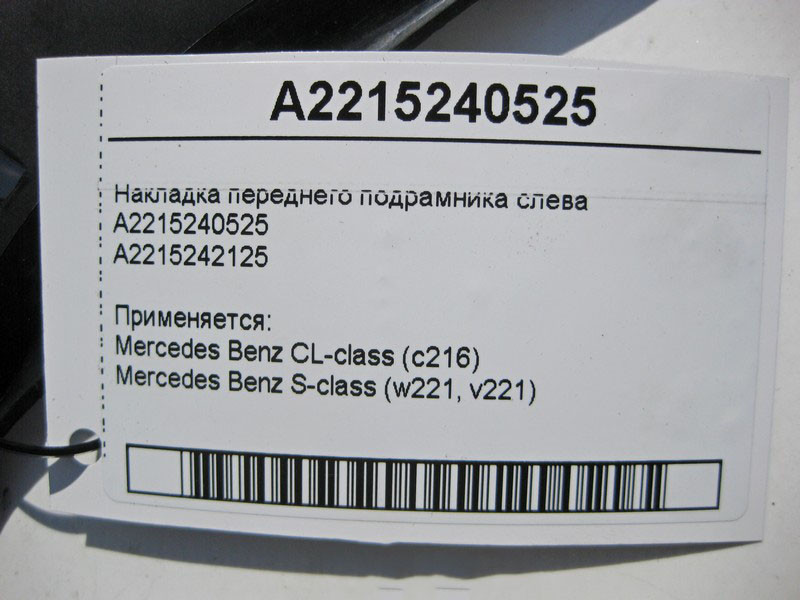 A2215240525
Накладка переднего подрамника слева
A2215240525
A2215242125
Применяется:
Mercedes Benz CL-class (c216)
Mercedes Benz S-class (w221, v221)